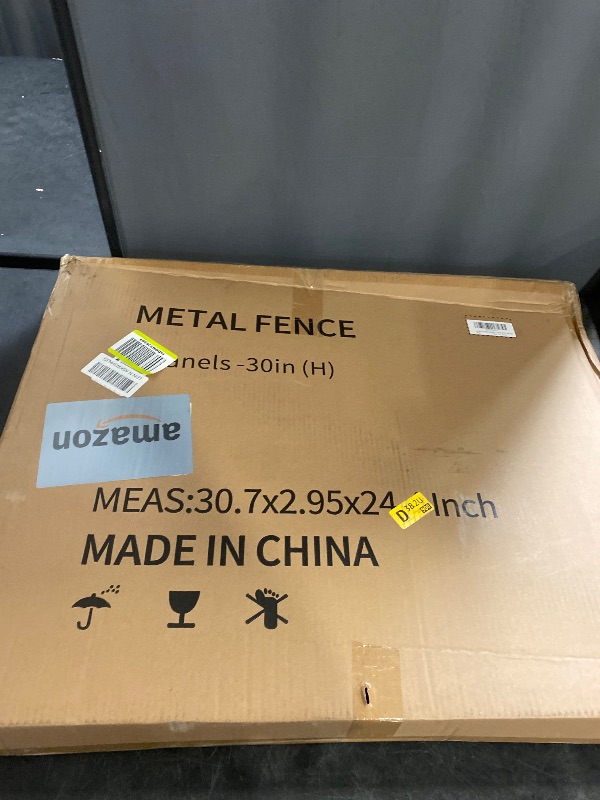 METAL FENCE
anels -30in (H)
amazon
MEAS:30.7x2.95x24
Inch
D
MADE IN CHINA